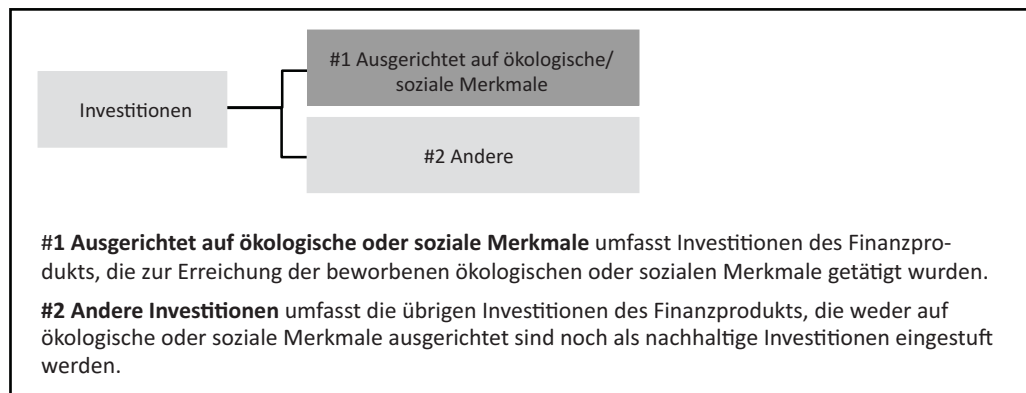 #1 Ausgerichtet auf ökologische/
soziale Merkmale
Investitionen
#2 Andere
#1 Ausgerichtet auf ökologische oder soziale Merkmale umfasst Investitionen des Finanzpro-
dukts, die zur Erreichung der beworbenen ökologischen oder sozialen Merkmale getätigt wurden.
#2 Andere Investitionen umfasst die übrigen Investitionen des Finanzprodukts, die weder auf
ökologische oder soziale Merkmale ausgerichtet sind noch als nachhaltige Investitionen eingestuft
werden.